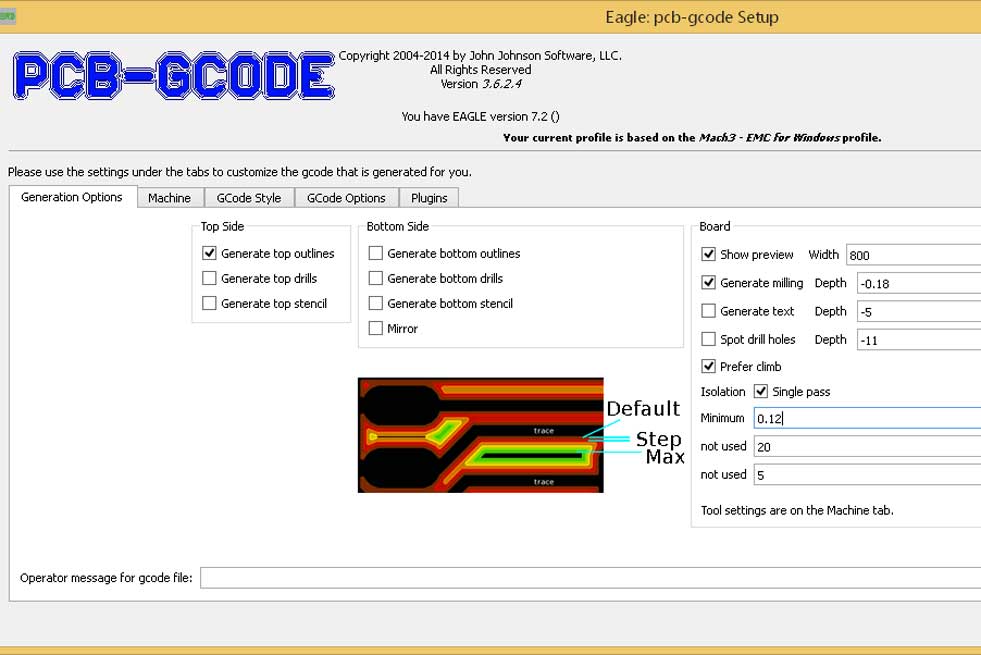 Eagle: pcb-gcode Setup
PCB-GCODE
Copyright 2004-2014 by John Johnson Software, LLC.
All Rights Reserved
Version 3.6.2.4
You have EAGLE version 7.2 ()
Your current profile is based on the Mach3 - EMC for Windows profile.
Please use the settings under the tabs to customize the gcode that is generated for you.
Generation Options Machine GCode Style GCode Options Plugins
Top Side
Generate top outlines
Generate top drills
Generate top stencil
Bottom Side
Generate bottom outlines
Generate bottom drills
Generate bottom stencil
Mirror
trace
trace
Default
Step
Max
Board
Show preview Width 800
Generate milling Depth -0.18
Generate text Depth -5
Spot drill holes Depth -11
Prefer climb
Isolation Single pass
Minimum 0.12
not used 20
not used 5
Tool settings are on the Machine tab.
Operator message for gcode file: